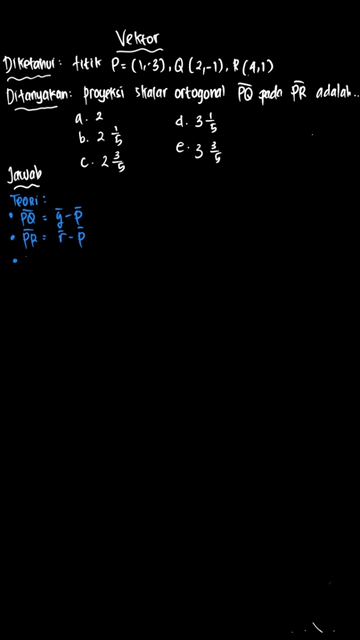 Vektor
Diketahui: titik P = (1,-3), Q (2,-1), R (4,1)
Ditanyakan: proyeksi skalar ortogonal PQ pada PR adalah...
a. 2
b. 2 1/5
c. 2 3/5
d. 3 1/5
e. 3 3/5
Jawab
Teori:
• PQ = q - p
• PR = r - p
•